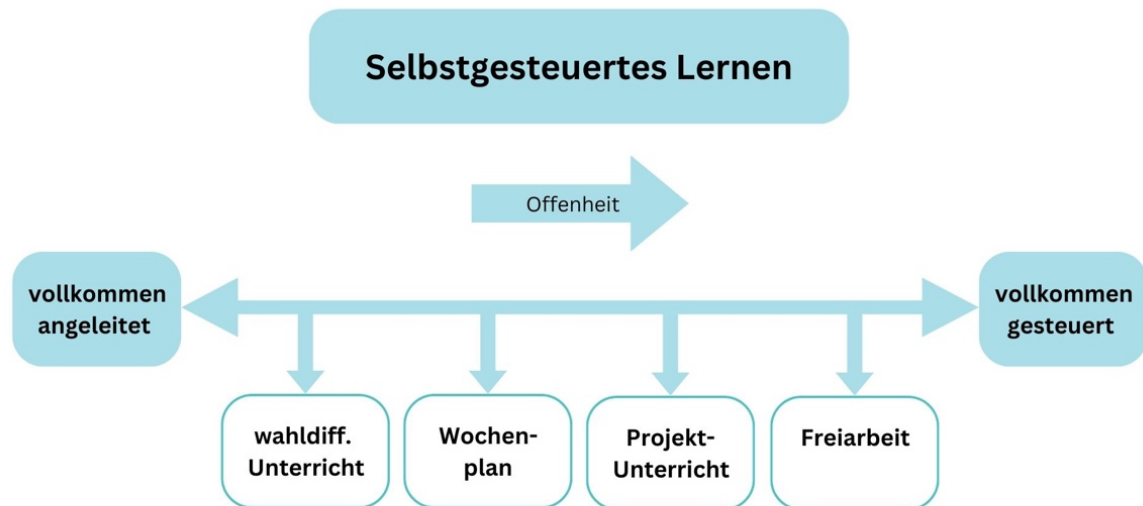 Selbstgesteuertes Lernen
Offenheit
vollkommen
angeleitet
vollkommen
gesteuert
wahldiff.
Unterricht
Wochen-
plan
Projekt-
Unterricht
Freiarbeit